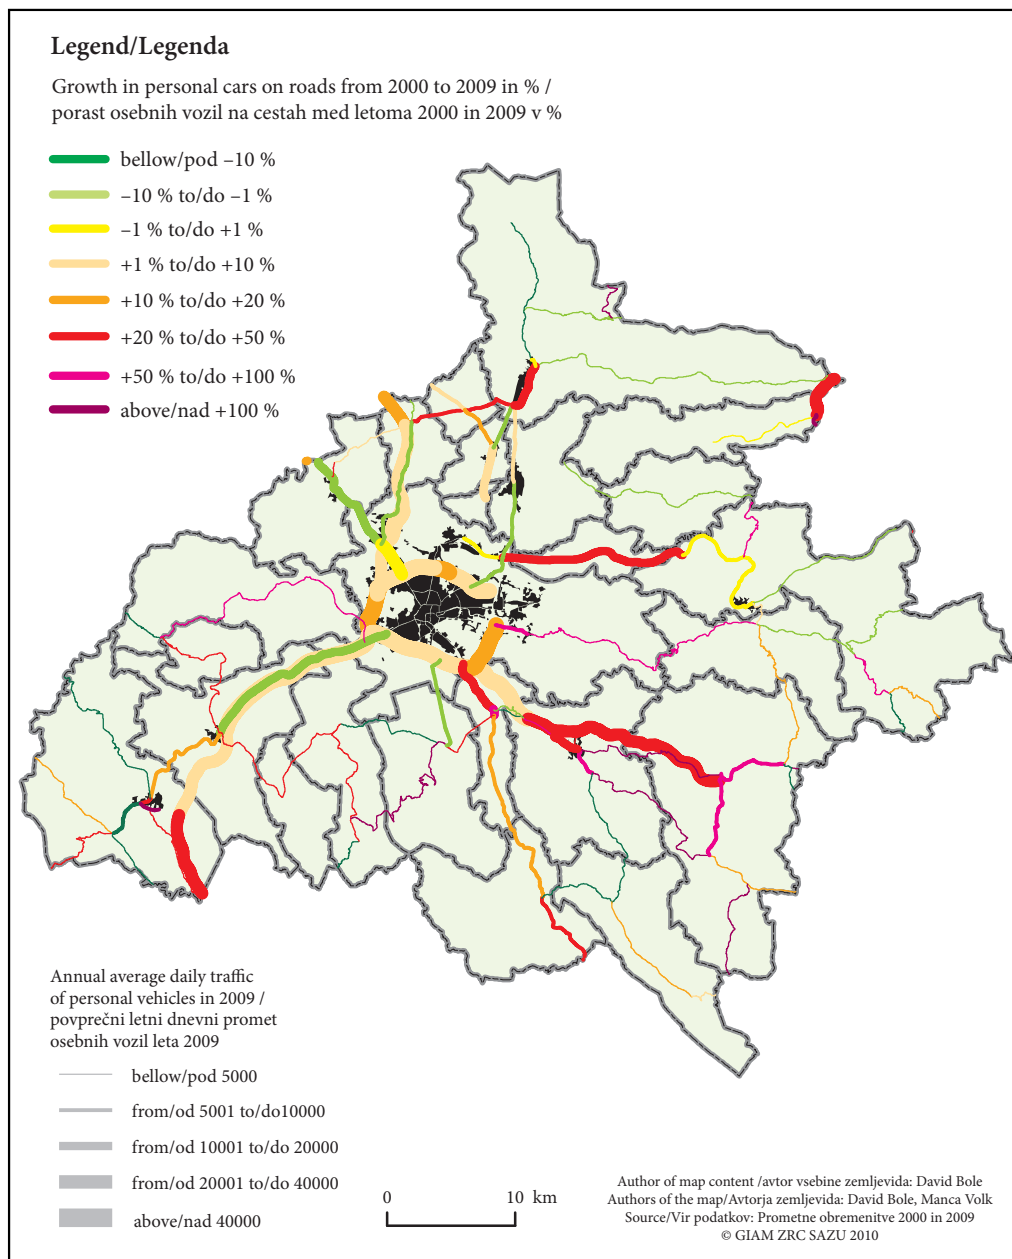 Legend/Legenda
Growth in personal cars on roads from 2000 to 2009 in % /
porast osebnih vozil na cestah med letoma 2000 in 2009 v %
bellow/pod –10 %
–10 % to/do –1 %
–1 % to/do +1 %
+1 % to/do +10 %
+10 % to/do +20 %
+20 % to/do +50 %
+50 % to/do +100 %
above/nad +100 %
Annual average daily traffic
of personal vehicles in 2009 /
povprečni letni dnevni promet
osebnih vozil leta 2009
bellow/pod 5000
from/od 5001 to/do10000
from/od 10001 to/do 20000
from/od 20001 to/do 40000
above/nad 40000
0 10 km
Author of map content /avtor vsebine zemljevida: David Bole
Authors of the map/Avtorja zemljevida: David Bole, Manca Volk
Source/Vir podatkov: Prometne obremenitve 2000 in 2009
© GIAM ZRC SAZU 2010